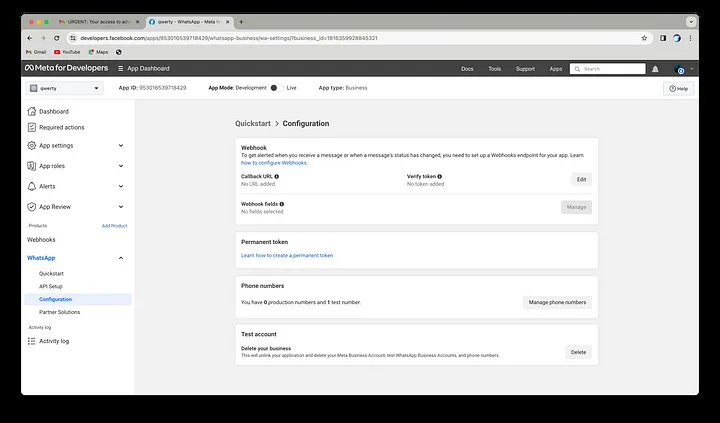 URGENT: Your access to adv
qwerty - WhatsApp - Meta f
developers.facebook.com/apps/953016539718429/whatsapp-business/wa-settings/?business_id=1816359928845321
Gmail YouTube Maps
Meta for Developers App Dashboard Docs Tools Support Apps Search
qwerty App ID: 953016539718429 App Mode: Development Live App type: Business Help
Dashboard
Required actions
App settings
App roles
Alerts
App Review
Products Add Product
Webhooks
WhatsApp
Quickstart
API Setup
Configuration
Partner Solutions
Activity log
Activity log
Quickstart > Configuration
Webhook
To get alerted when you receive a message or when a message's status has changed, you need to set up a Webhooks endpoint for your app. Learn
how to configure Webhooks.
Callback URL Verify token
No URL added No token added Edit
Webhook fields
No fields selected Manage
Permanent token
Learn how to create a permanent token
Phone numbers
You have 0 production numbers and 1 test number. Manage phone numbers
Test account
Delete your business
This will unlink your application and delete your Meta Business Account, test WhatsApp Business Accounts, and phone numbers. Delete